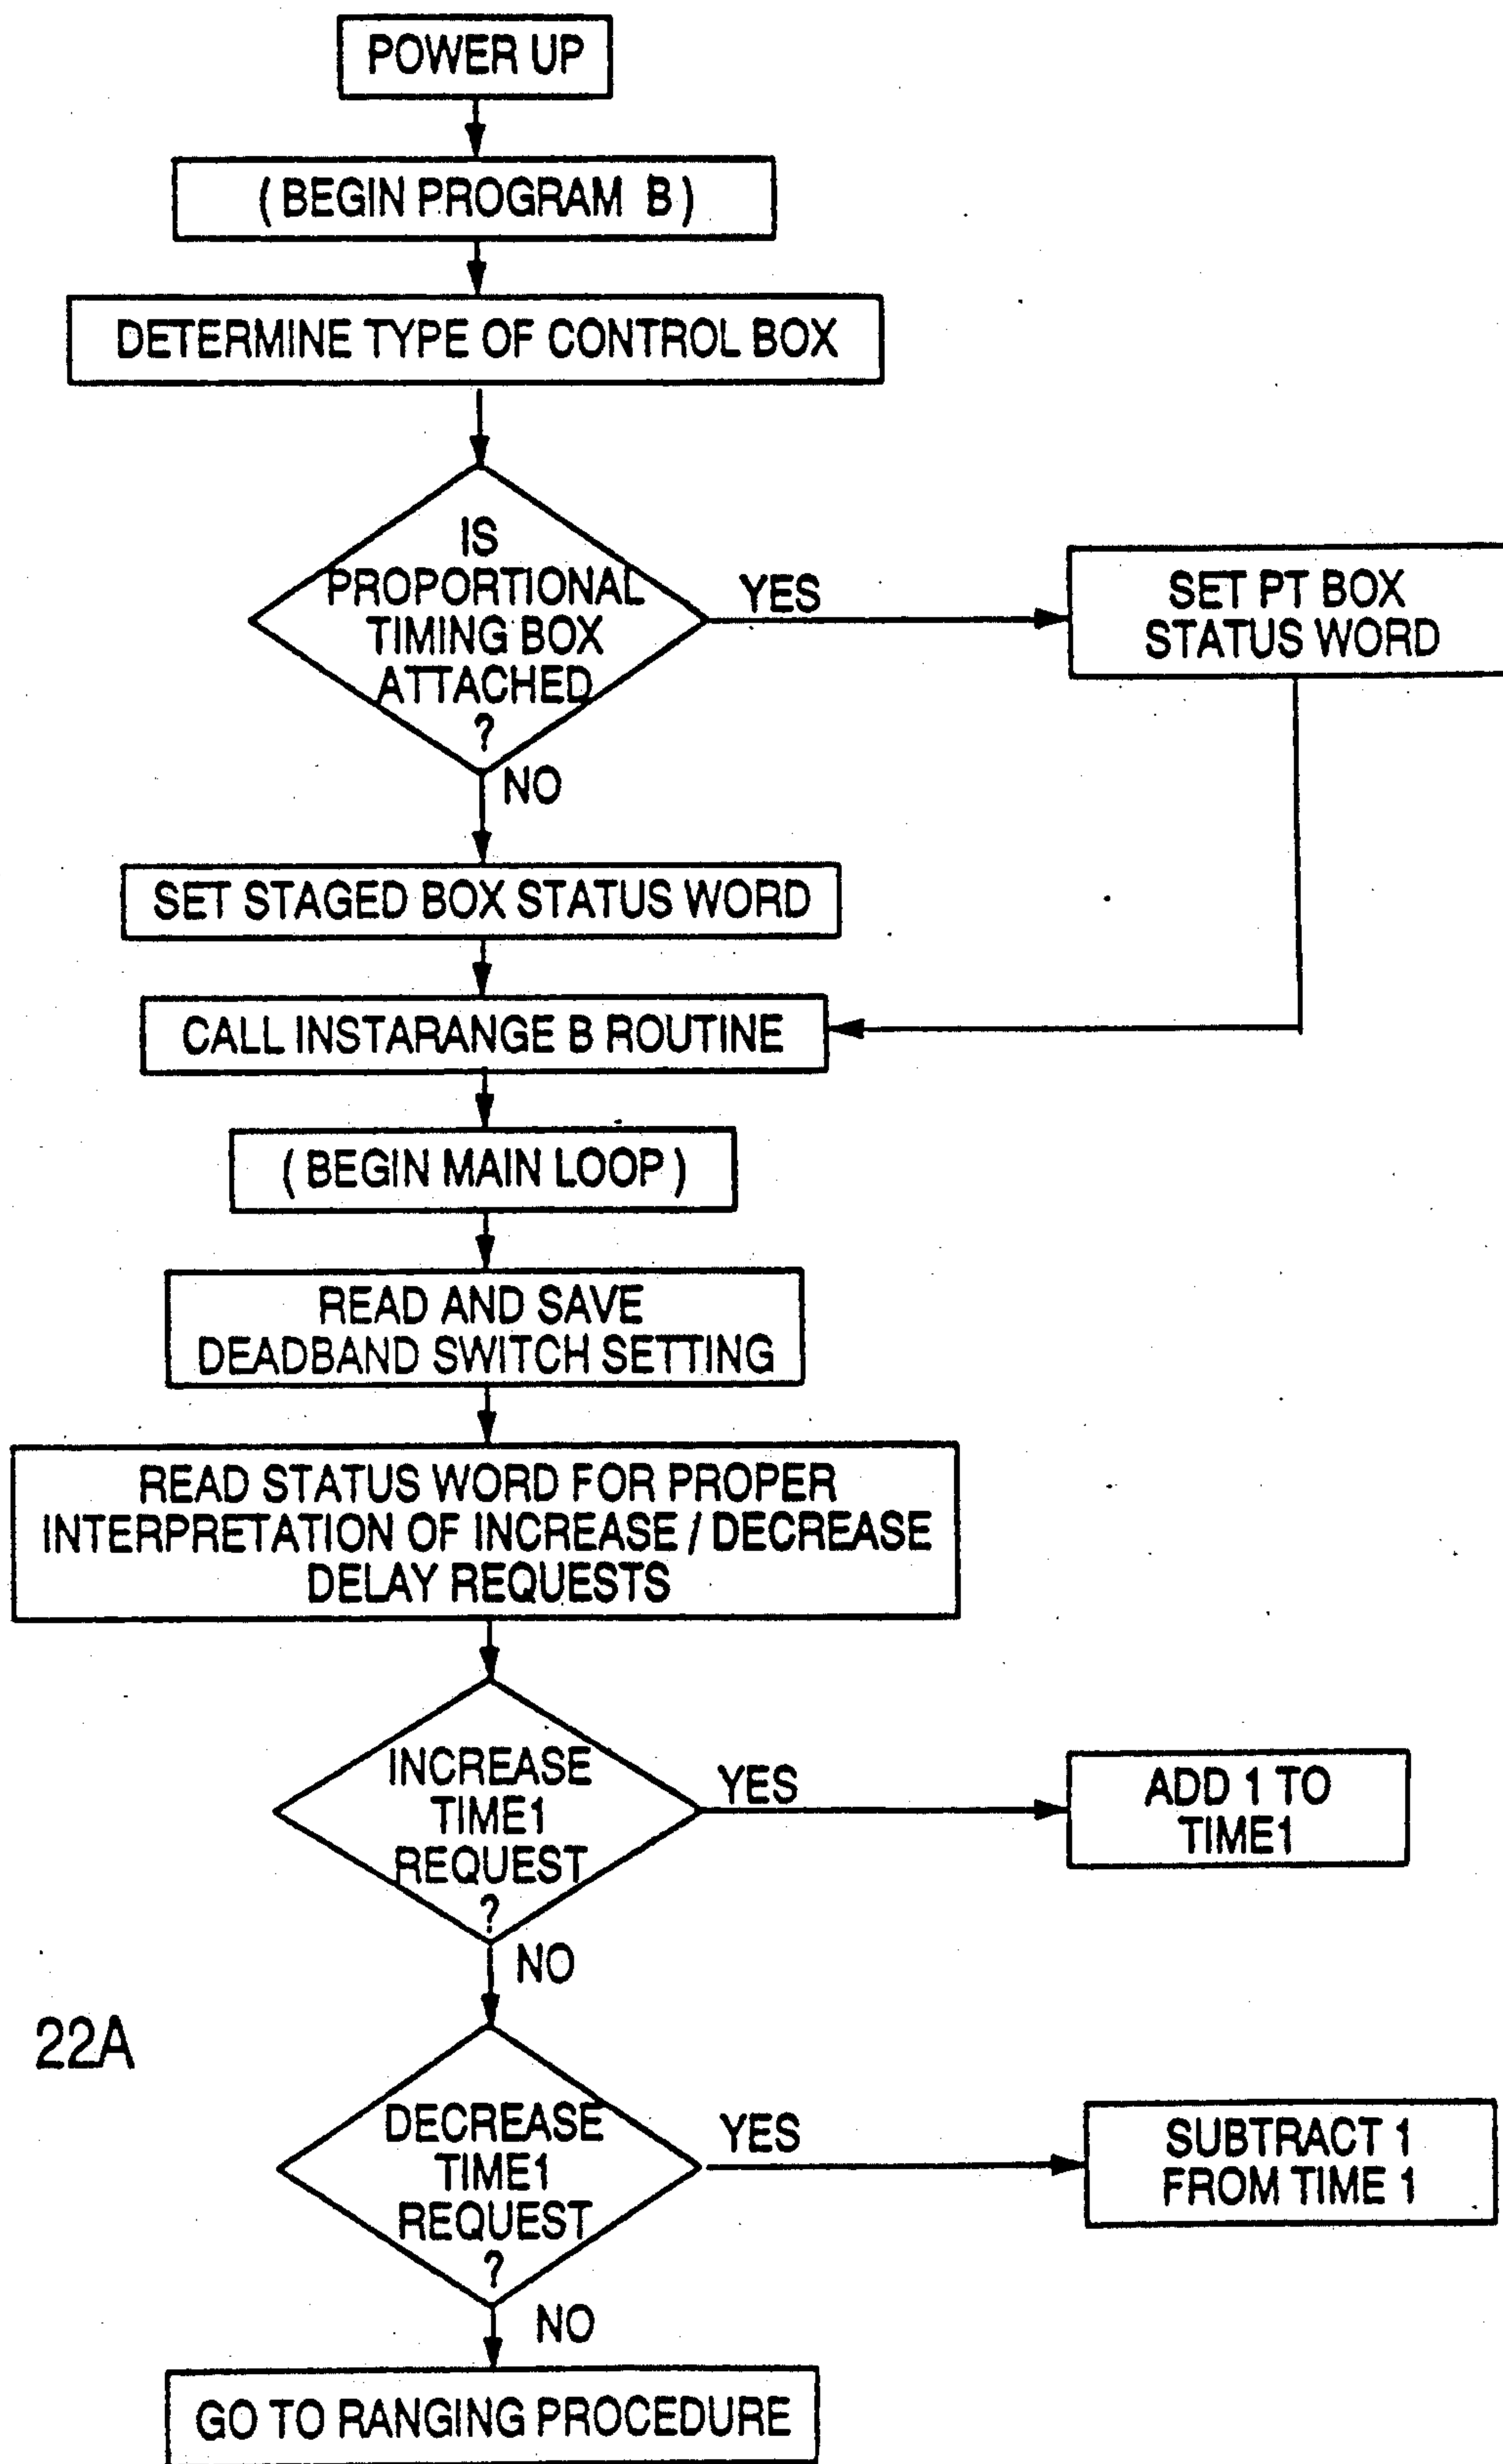 POWER UP
( BEGIN PROGRAM B )
DETERMINE TYPE OF CONTROL BOX
IS
PROPORTIONAL
TIMING BOX
ATTACHED
?
YES
SET PT BOX
STATUS WORD
NO
SET STAGED BOX STATUS WORD
CALL INSTARANGE B ROUTINE
( BEGIN MAIN LOOP )
READ AND SAVE
DEADBAND SWITCH SETTING
READ STATUS WORD FOR PROPER
INTERPRETATION OF INCREASE / DECREASE
DELAY REQUESTS
INCREASE
TIME1
REQUEST
?
YES
ADD 1 TO
TIME1
NO
22A
DECREASE
TIME1
REQUEST
?
YES
SUBTRACT 1
FROM TIME 1
NO
GO TO RANGING PROCEDURE